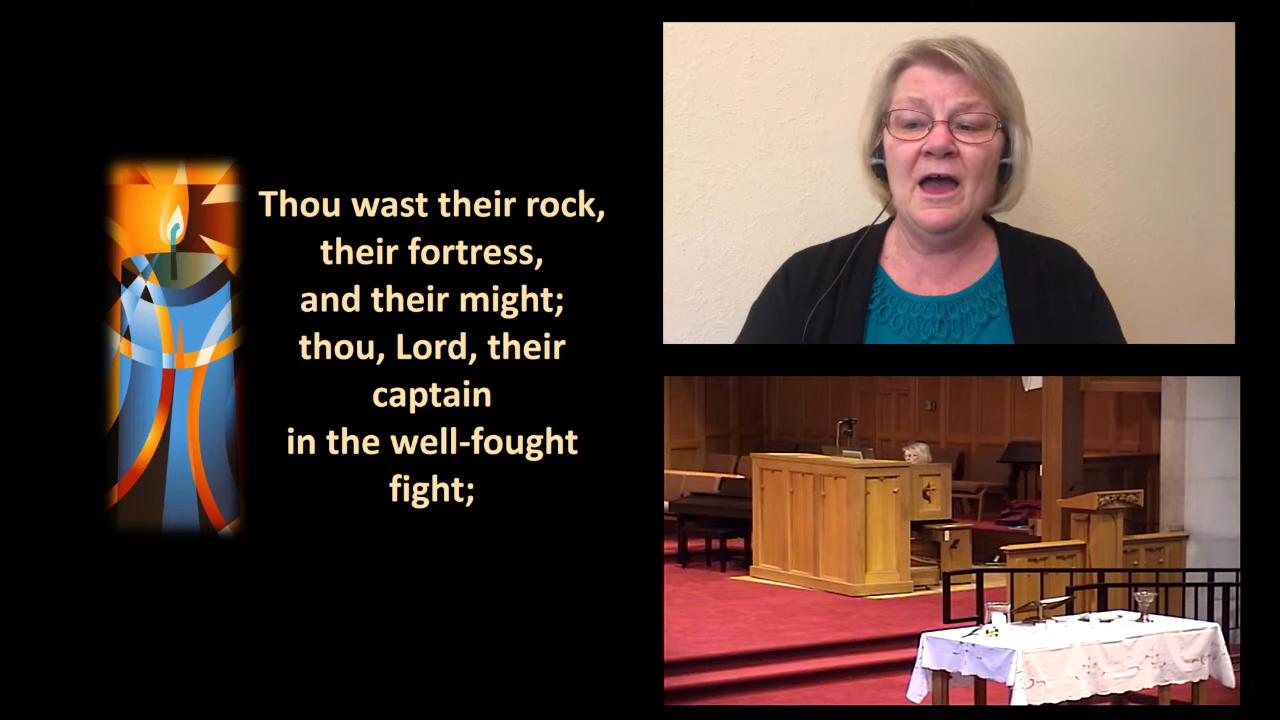 Thou wast their rock,
their fortress,
and their might;
thou, Lord, their
captain
in the well-fought
fight;